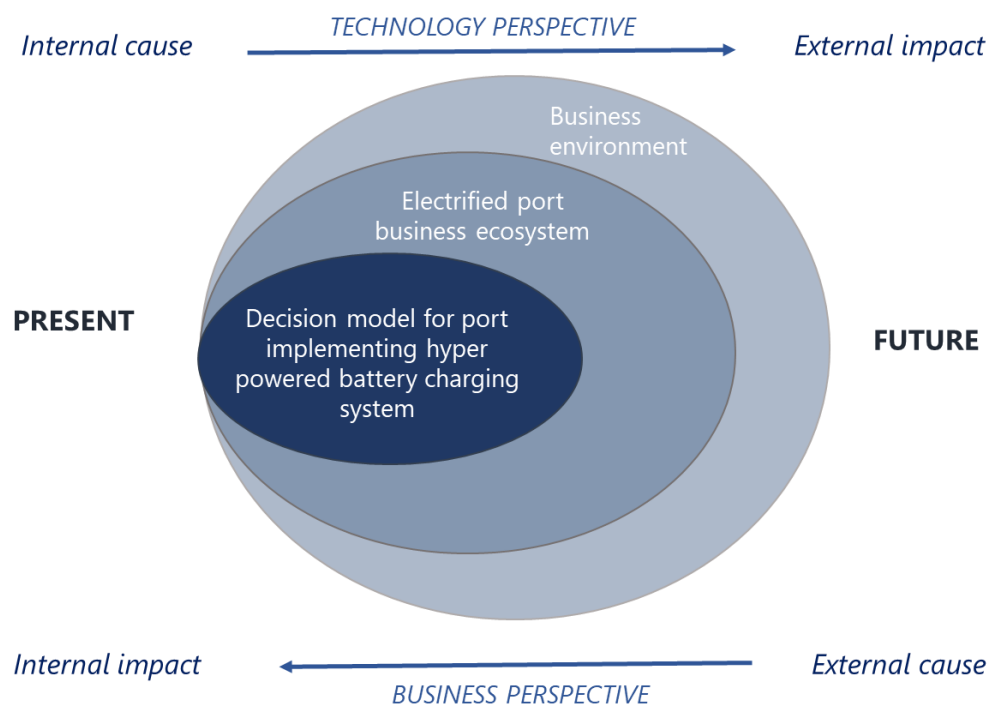 TECHNOLOGY PERSPECTIVE
Internal cause
External impact
Business
environment
Electrified port
business ecosystem
PRESENT
Decision model for port
implementing hyper
powered battery charging
system
FUTURE
Internal impact
External cause
BUSINESS PERSPECTIVE